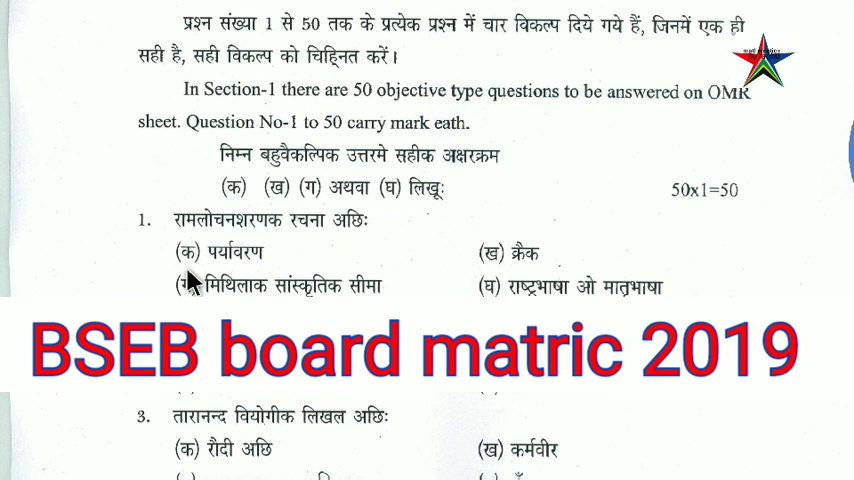 प्रश्न संख्या 1 से 50 तक के प्रत्येक प्रश्न में चार विकल्प दिये गये हैं, जिनमें एक ही
सही है, सही विकल्प को चिह्नित करें।
In Section-1 there are 50 objective type questions to be answered on OMR
sheet. Question No-1 to 50 carry mark eath.
निम्न बहुवैकल्पिक उत्तरमे सहीक अक्षरक्रम
(क) (ख) (ग) अथवा (घ) लिखू: 50x1=50
1. रामलोचनशरणक रचना अछि:
(क) पर्यावरण (ख) क्रैक
मिथिलाक सांस्कृतिक सीमा (घ) राष्ट्रभाषा ओ मातृभाषा
BSEB board matric 2019
3. तारानन्द वियोगीक लिखल अछि:
(क) रौदी अछि (ख) कर्मवीर